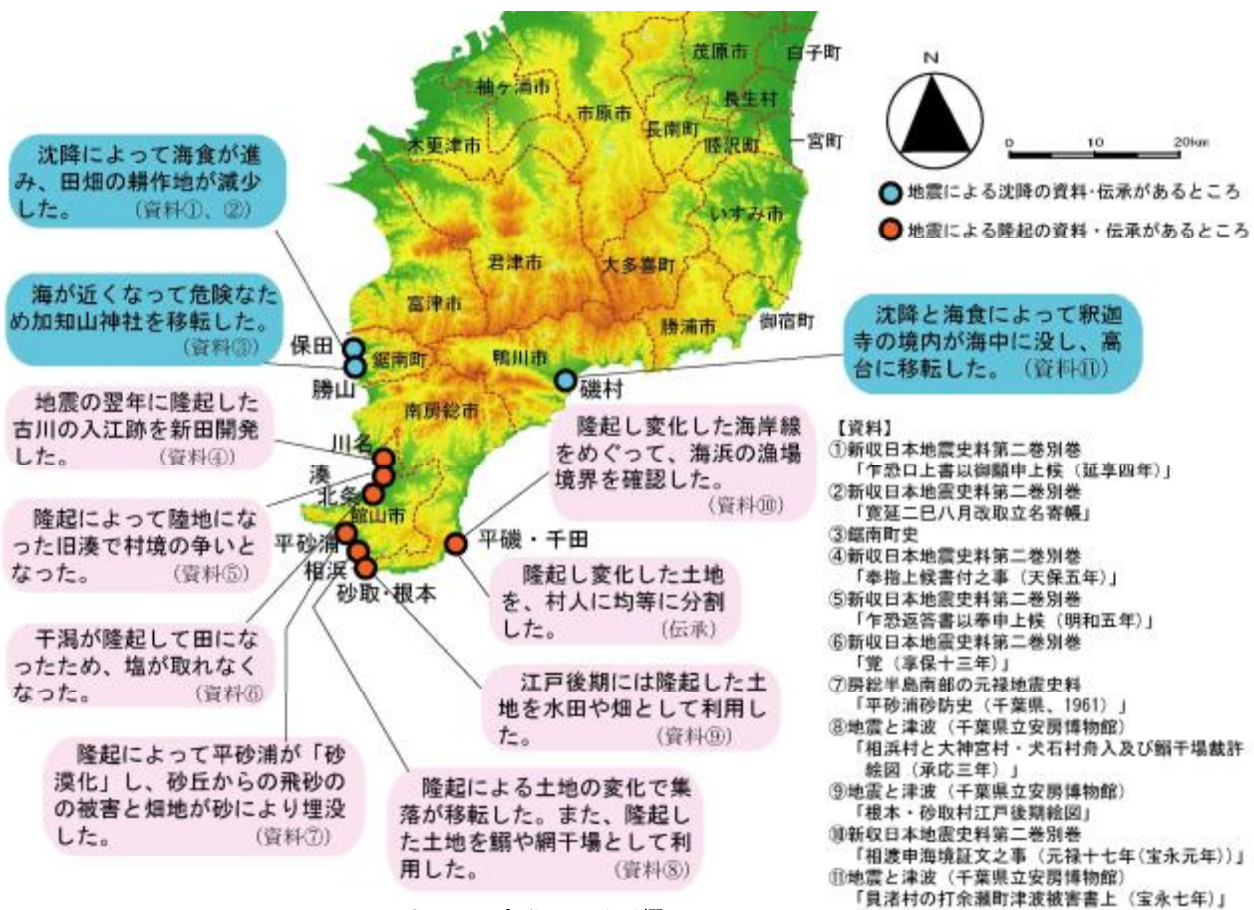 茂原市
白子町
袖ヶ浦市
市原市
長生村
長南町
睦沢町
一宮町
木更津市
いすみ市
君津市
大多喜町
富津市
勝浦市
御宿町
鋸南町
鴨川市
南房総市
館山市
N
0 10 20km
地震による沈降の資料・伝承があるところ
地震による隆起の資料・伝承があるところ
沈降によって海食が進
み、田畑の耕作地が減少
した。 (資料①、②)
海が近くなって危険なた
め加知山神社を移転した。
(資料③)
保田
勝山
地震の翌年に隆起した
古川の入江跡を新田開発
した。 (資料④)
川名
湊
北条
隆起によって陸地にな
った旧湊で村境の争いと
なった。 (資料⑤)
平砂浦
相浜
砂取・根本
干潟が隆起して田にな
ったため、塩が取れなく
なった。 (資料⑥
隆起によって平砂浦が「砂
漠化」し、砂丘からの飛砂の
の被害と畑地が砂により埋没
した。 (資料⑦)
隆起による土地の変化で集
落が移転した。また、隆起し
た土地を鰯や網干場として利
用した。 (資料⑧)
江戸後期には隆起した土
地を水田や畑として利用し
た。 (資料⑨)
隆起し変化した海岸線
をめぐって、海浜の漁場
境界を確認した。
(資料⑩)
平磯・千田
隆起し変化した土地
を、村人に均等に分割
した。 (伝承)
磯村
沈降と海食によって釈迦
寺の境内が海中に没し、高
台に移転した。 (資料⑪)
【資料】
①新収日本地震史料第二巻別巻
「乍恐口上書以御願申上候（延享四年）」
②新収日本地震史料第二巻別巻
「寛延二巳八月改取立名寄帳」
③鋸南町史
④新収日本地震史料第二巻別巻
「奉指上候書付之事（天保五年）」
⑤新収日本地震史料第二巻別巻
「乍恐返答書以奉申上候（明和五年）」
⑥新収日本地震史料第二巻別巻
「覚（享保十三年）」
⑦房総半島南部の元禄地震史料
「平砂浦砂防史（千葉県、1961）」
⑧地震と津波（千葉県立安房博物館）
「相浜村と大神宮村・犬石村舟入及び鰯干場裁許
絵図（承応三年）」
⑨地震と津波（千葉県立安房博物館）
「根本・砂取村江戸後期絵図」
⑩新収日本地震史料第二巻別巻
「相渡申海境証文之事（元禄十七年(宝永元年)）」
⑪地震と津波（千葉県立安房博物館）
「貝渚村の打余瀬町津波被害書上（宝永七年）」